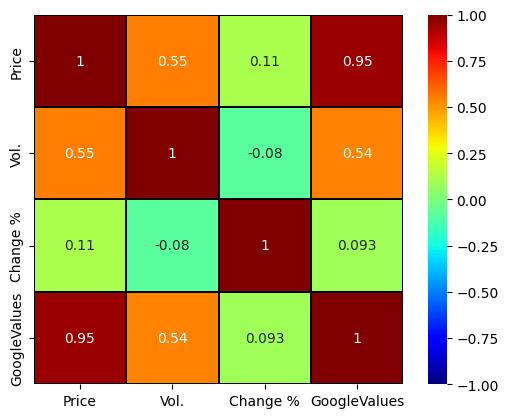 Price 1 0.55 0.11 0.95
Vol. 0.55 1 -0.08 0.54
Change % 0.11 -0.08 1 0.093
GoogleValues 0.95 0.54 0.093 1
Price Vol. Change % GoogleValues
1.00
0.75
0.50
0.25
0.00
−0.25
−0.50
−0.75
−1.00